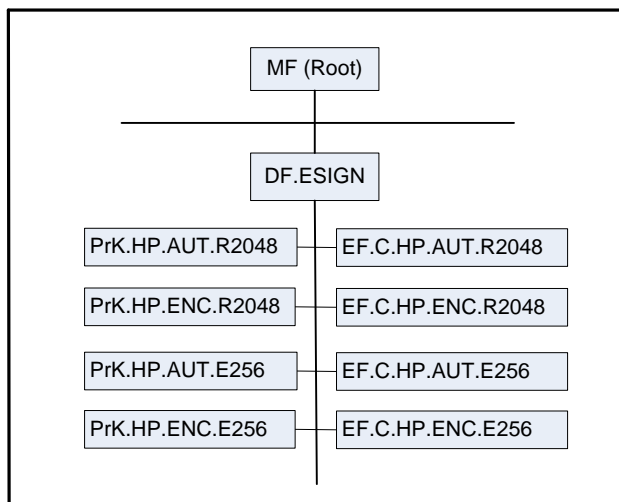 MF (Root)
DF.ESIGN
PrK.HP.AUT.R2048
EF.C.HP.AUT.R2048
PrK.HP.ENC.R2048
EF.C.HP.ENC.R2048
PrK.HP.AUT.E256
EF.C.HP.AUT.E256
PrK.HP.ENC.E256
EF.C.HP.ENC.E256